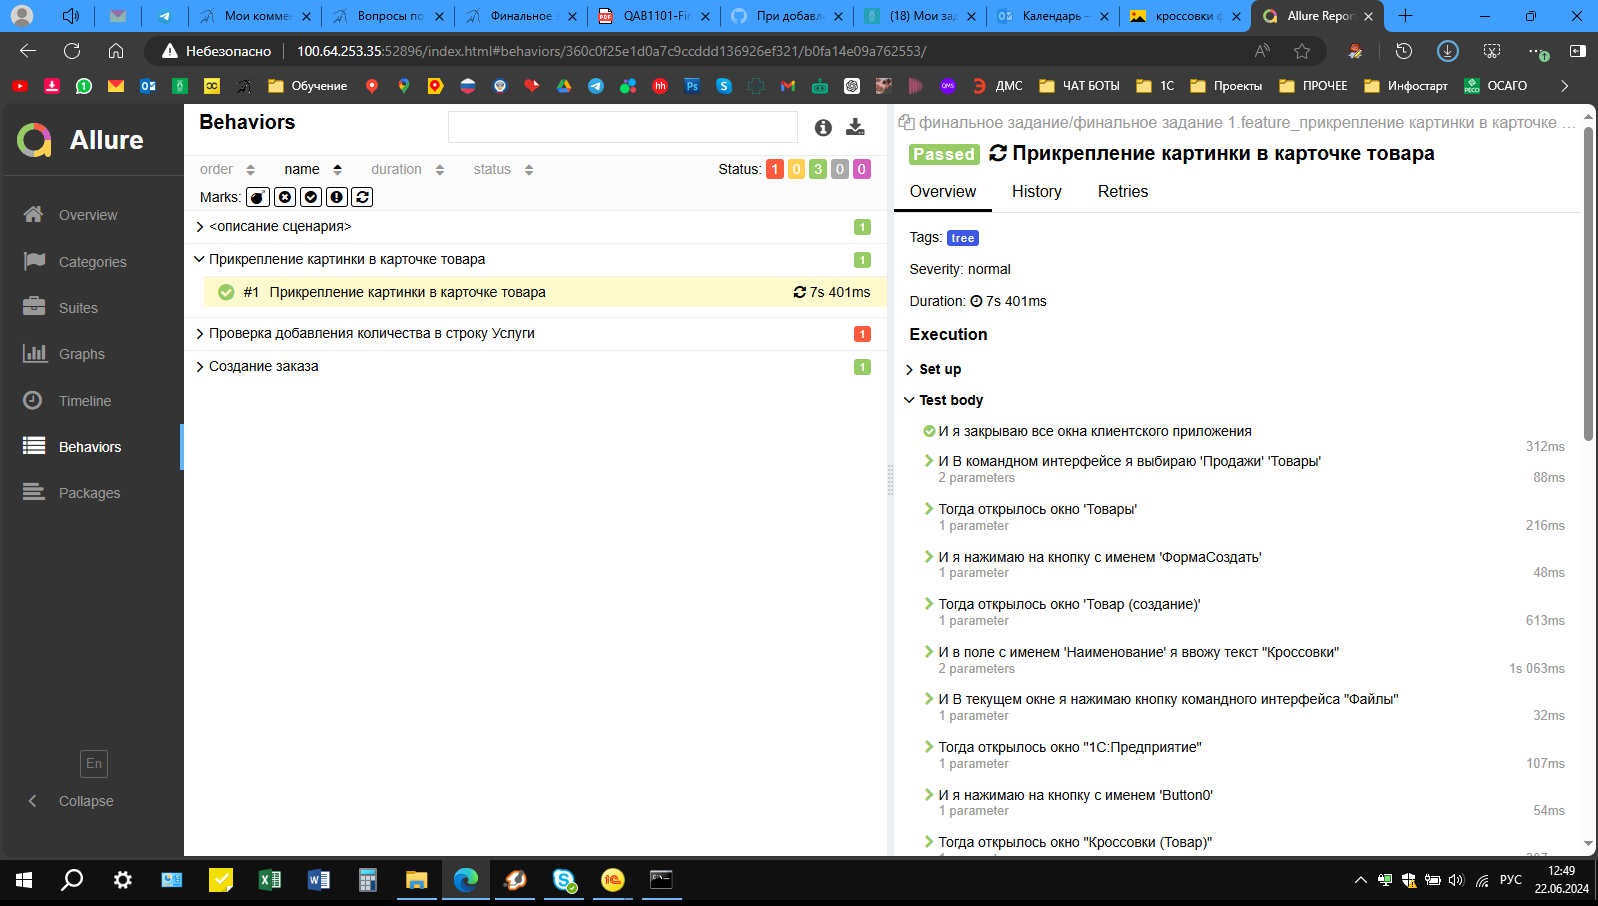 Мои коммен
Вопросы по
Финальное з
QAB1101-Fin
При добавл
(18) Мои зад
Календарь –
кроссовки ф
Allure Repor
Небезопасно
100.64.253.35:52896/index.html#behaviors/360c0f25e1d0a7c9ccddd136926ef321/b0fa14e09a762553/
Обучение
ДМС
ЧАТ БОТЫ
1С
Проекты
ПРОЧЕЕ
Инфостарт
ОСАГО
Allure
Overview
Categories
Suites
Graphs
Timeline
Behaviors
Packages
En
Collapse
Behaviors
order name duration status
Status: 1 0 3 0 0
Marks:
<описание сценария> 1
Прикрепление картинки в карточке товара 1
#1 Прикрепление картинки в карточке товара 7s 401ms
Проверка добавления количества в строку Услуги 1
Создание заказа 1
финальное задание/финальное задание 1.feature_прикрепление картинки в карточке ...
Passed Прикрепление картинки в карточке товара
Overview History Retries
Tags: tree
Severity: normal
Duration: 7s 401ms
Execution
Set up
Test body
И я закрываю все окна клиентского приложения
312ms
И В командном интерфейсе я выбираю 'Продажи' 'Товары'
2 parameters 88ms
Тогда открылось окно 'Товары'
1 parameter 216ms
И я нажимаю на кнопку с именем 'ФормаСоздать'
1 parameter 48ms
Тогда открылось окно 'Товар (создание)'
1 parameter 613ms
И в поле с именем 'Наименование' я ввожу текст "Кроссовки"
2 parameters 1s 063ms
И В текущем окне я нажимаю кнопку командного интерфейса "Файлы"
1 parameter 32ms
Тогда открылось окно "1С:Предприятие"
1 parameter 107ms
И я нажимаю на кнопку с именем 'Button0'
1 parameter 54ms
Тогда открылось окно "Кроссовки (Товар)"
РУС
12:49
22.06.2024